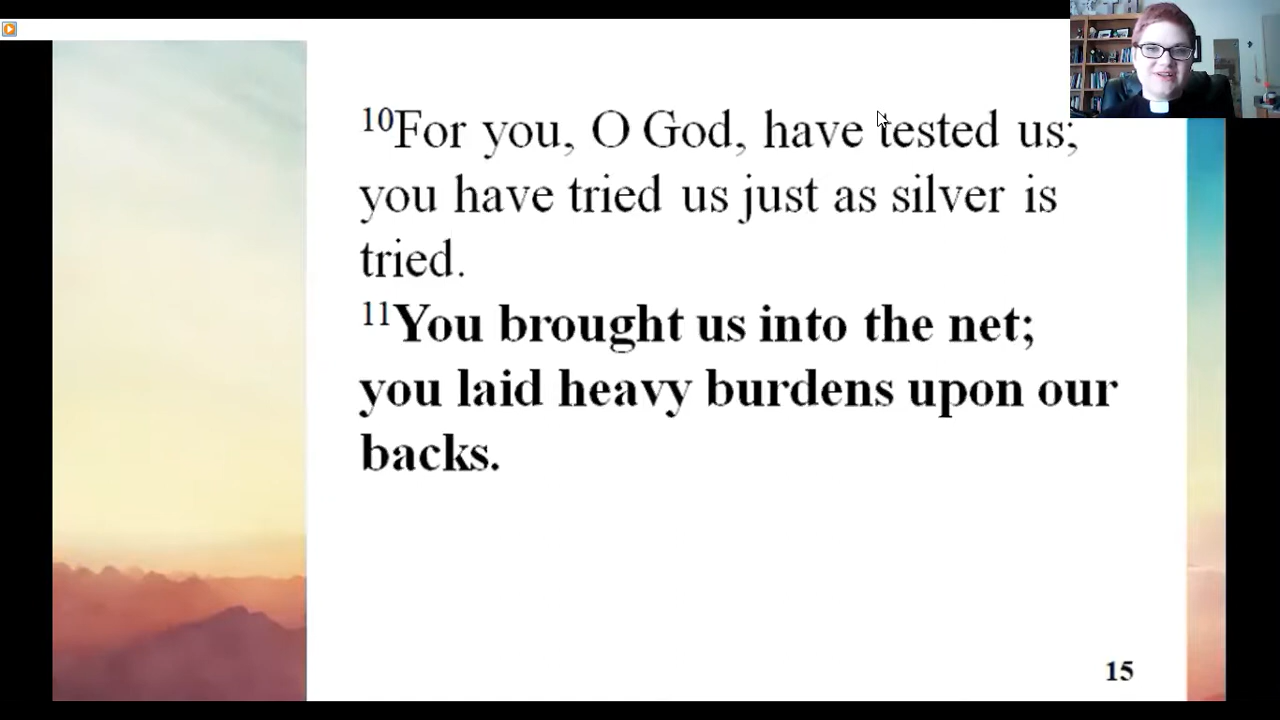 10For you, O God, have tested us;
you have tried us just as silver is
tried.
11You brought us into the net;
you laid heavy burdens upon our
backs.
15